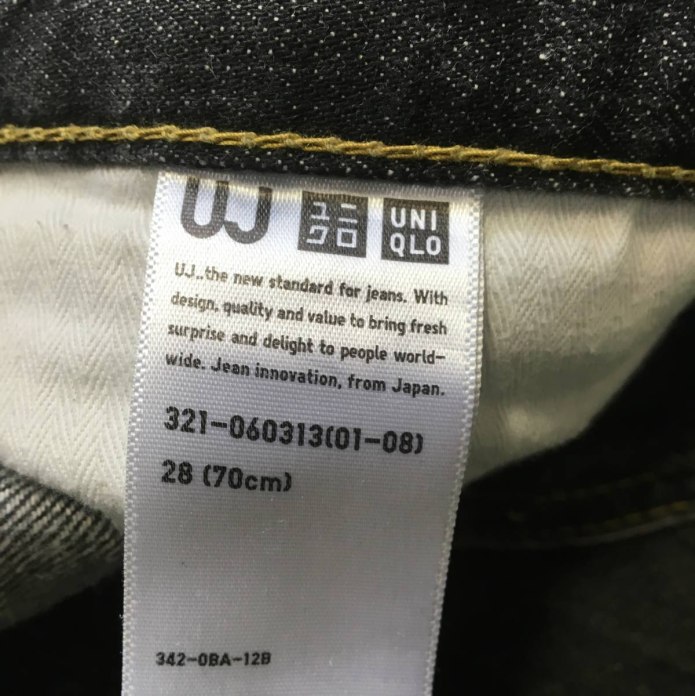 UJ ユニクロ UNIQLO
UJ..the new standard for jeans. With
design, quality and value to bring fresh
surprise and delight to people world-
wide. Jean innovation, from Japan.
321-060313(01-08)
28 (70cm)
342-0BA-12B